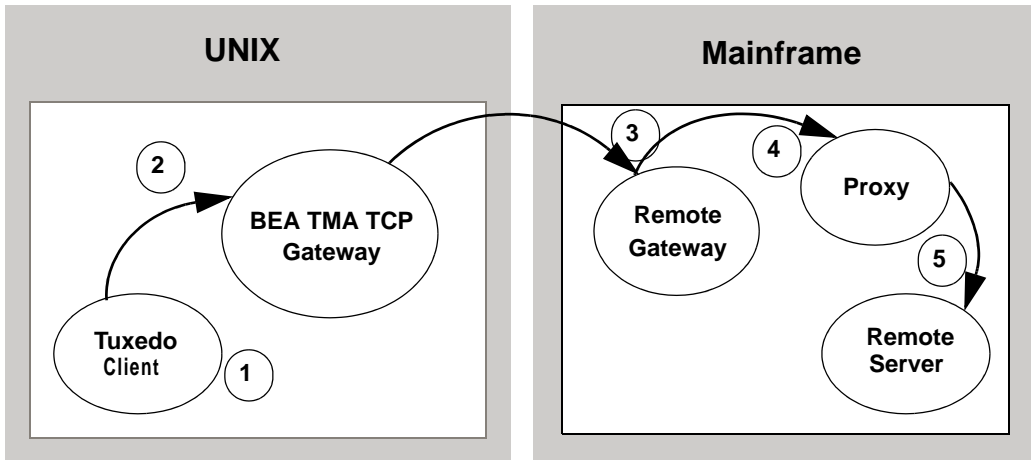 UNIX
2
BEA TMA TCP
Gateway
Tuxedo
Client
1
Mainframe
3
4
Proxy
Remote
Gateway
5
Remote
Server